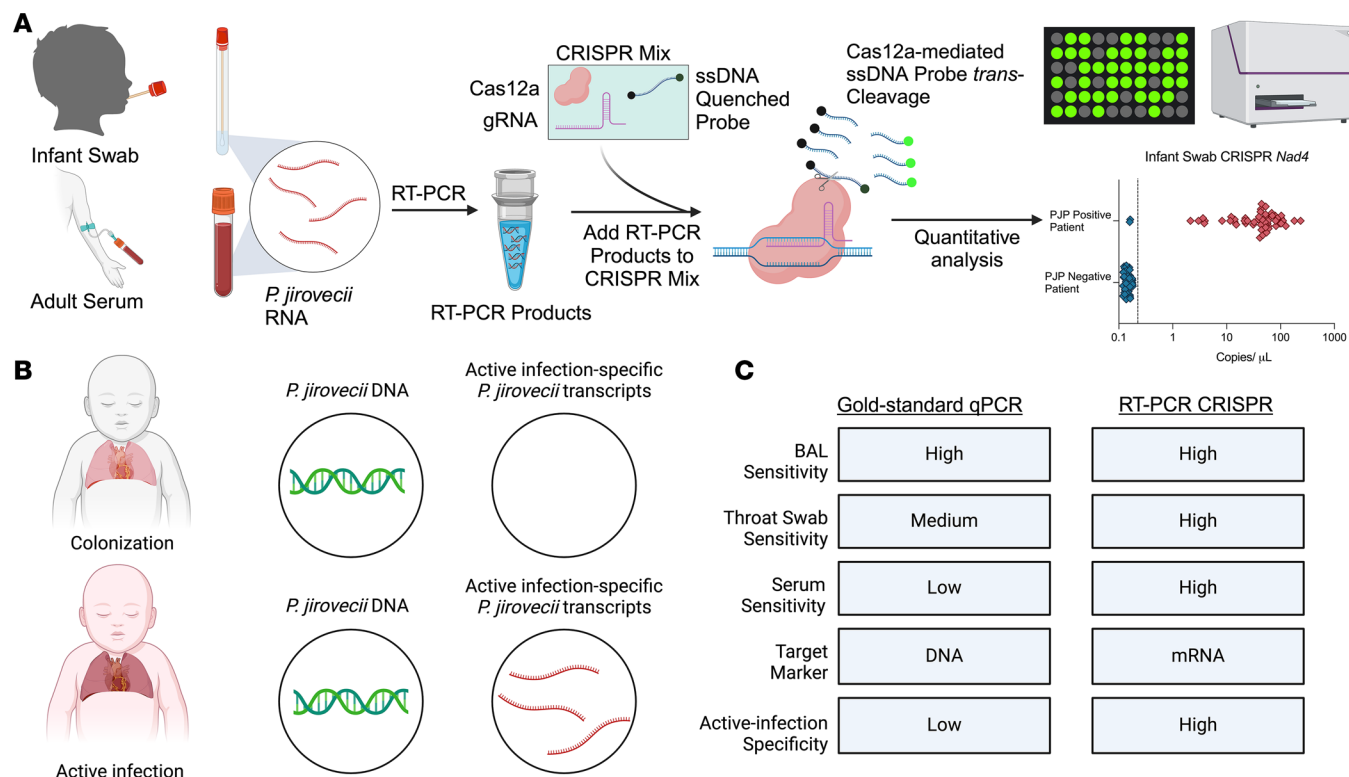 A
Infant Swab
Adult Serum
P. jirovecii
RNA
RT-PCR
RT-PCR Products
CRISPR Mix
Cas12a
gRNA
ssDNA
Quenched
Probe
Add RT-PCR
Products to
CRISPR Mix
Cas12a-mediated
ssDNA Probe trans-
Cleavage
Quantitative
analysis
Infant Swab CRISPR Nad4
PJP Positive
Patient
PJP Negative
Patient
0.1 1 10 100 1000
Copies/ μL
B
Colonization
P. jirovecii DNA
Active infection-specific
P. jirovecii transcripts
Active infection
P. jirovecii DNA
Active infection-specific
P. jirovecii transcripts
C
Gold-standard qPCR RT-PCR CRISPR
BAL
Sensitivity
High High
Throat Swab
Sensitivity
Medium High
Serum
Sensitivity
Low High
Target
Marker
DNA mRNA
Active-infection
Specificity
Low High